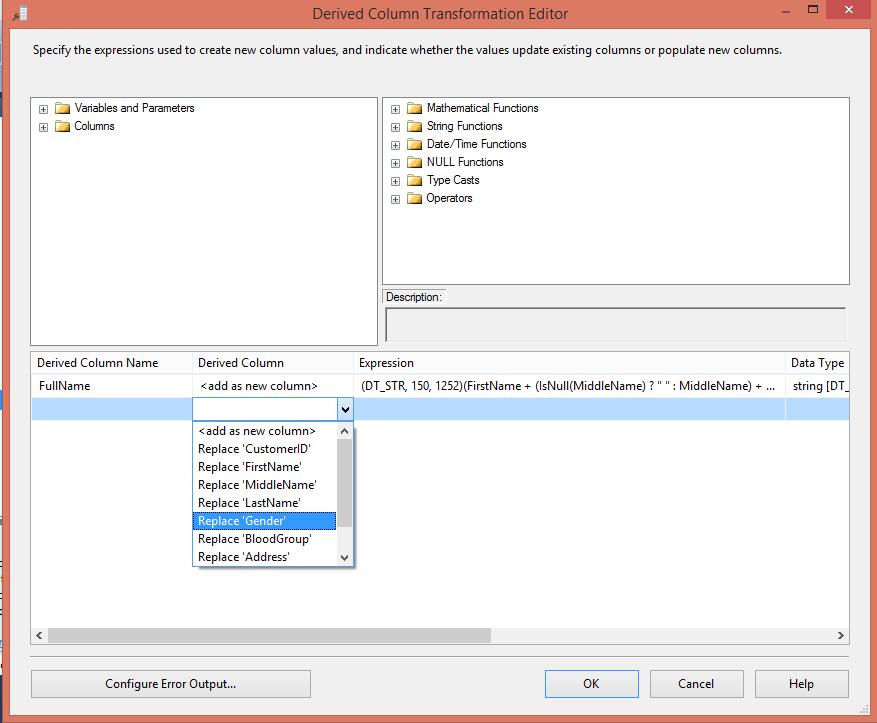 Derived Column Transformation Editor
Specify the expressions used to create new column values, and indicate whether the values update existing columns or populate new columns.
Variables and Parameters
Columns
Mathematical Functions
String Functions
Date/Time Functions
NULL Functions
Type Casts
Operators
Description:
Derived Column Name Derived Column Expression Data Type
FullName <add as new column> (DT_STR, 150, 1252)(FirstName + (IsNull(MiddleName) ? " " : MiddleName) + ... string [DT_
<add as new column>
Replace 'CustomerID'
Replace 'FirstName'
Replace 'MiddleName'
Replace 'LastName'
Replace 'Gender'
Replace 'BloodGroup'
Replace 'Address'
Configure Error Output... OK Cancel Help